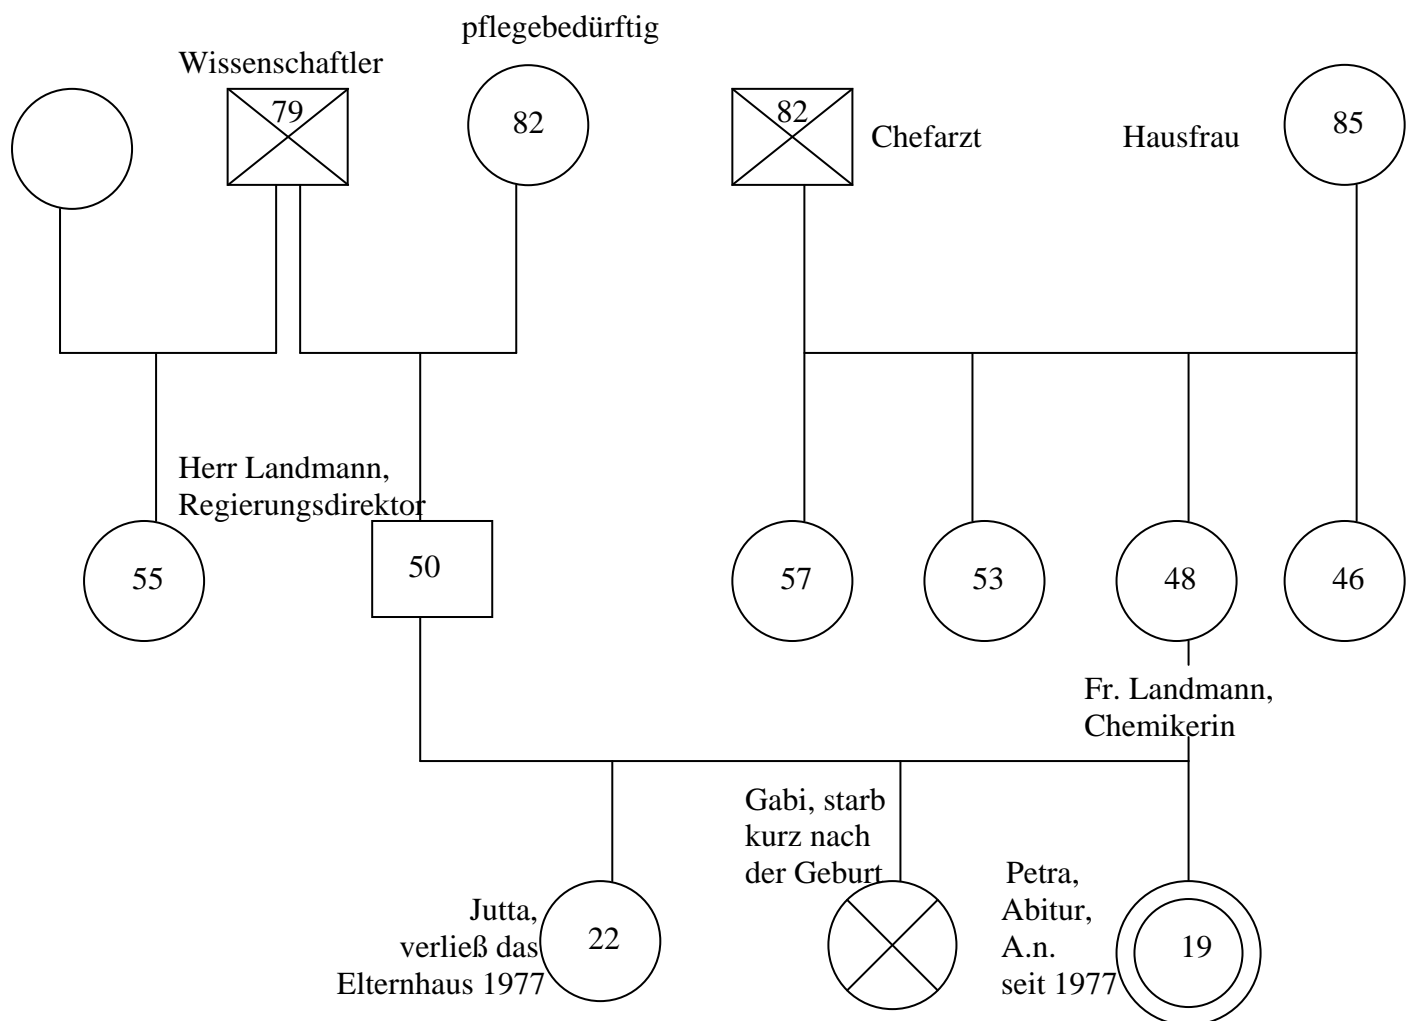 pflegebedürftig
Wissenschaftler
79
82
82
Chefarzt
Hausfrau
85
Herr Landmann,
Regierungsdirektor
55
50
57
53
48
46
Fr. Landmann,
Chemikerin
Gabi, starb
kurz nach
der Geburt
Jutta,
verließ das
Elternhaus 1977
22
Petra,
Abitur,
A.n.
seit 1977
19